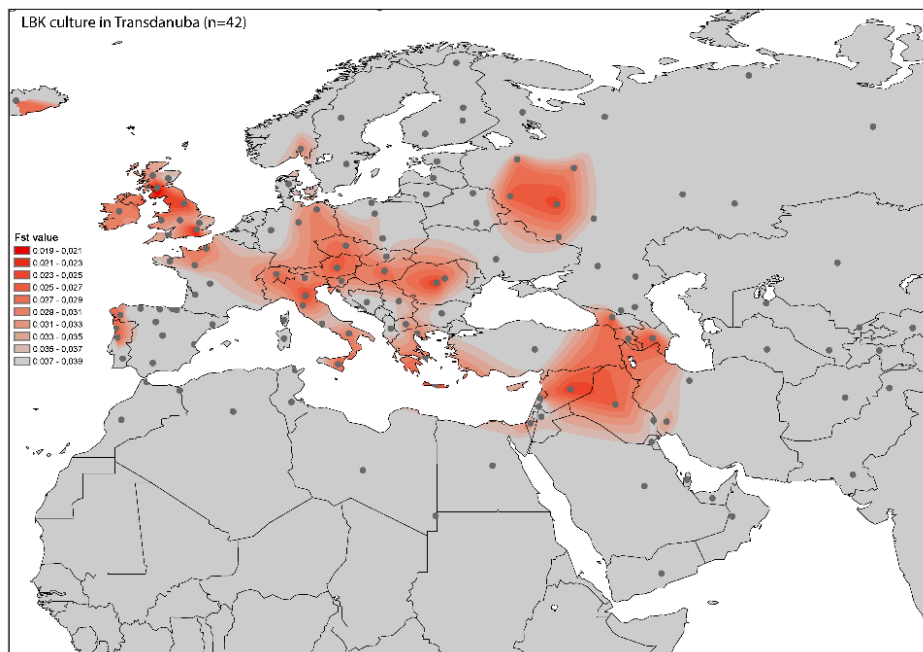 LBK culture in Transdanuba (n=42)
Fst value
0.019 - 0,021
0.021 - 0,023
0.023 - 0,025
0.025 - 0,027
0.027 - 0,029
0.029 - 0,031
0.031 - 0,033
0.033 - 0,035
0.035 - 0,037
0.037 - 0,039